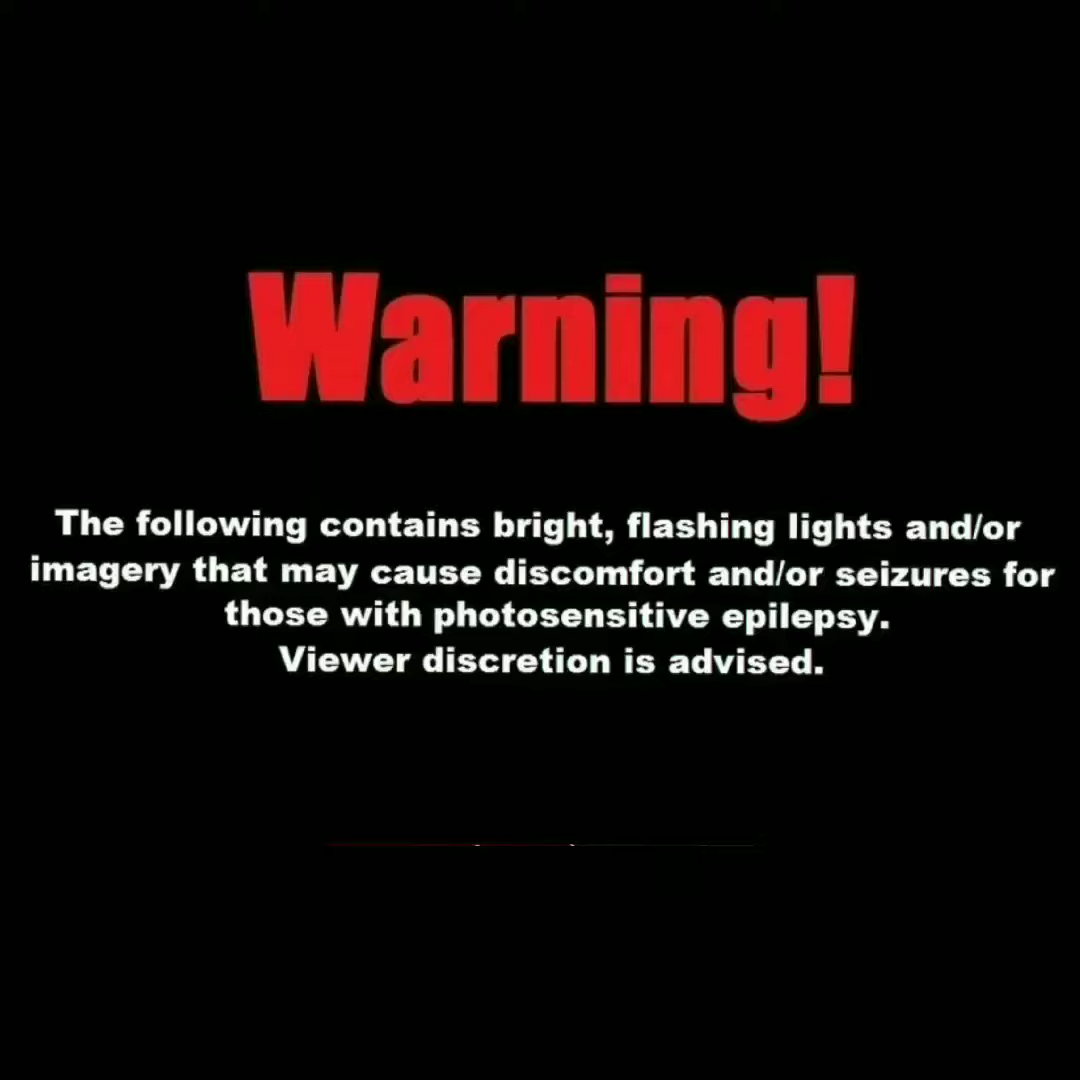 Warning!
The following contains bright, flashing lights and/or
imagery that may cause discomfort and/or seizures for
those with photosensitive epilepsy.
Viewer discretion is advised.